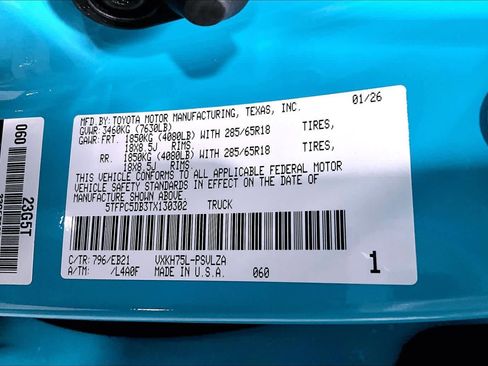 MFD.BY: TOYOTA MOTOR MANUFACTURING, TEXAS, INC. 01/26
GVWR: 3460KG (7630LB)
GAWR: FRT. 1850KG (4080LB) WITH 285/65R18 TIRES,
18X8.5J RIMS.
RR. 1850KG (4080LB) WITH 285/65R18 TIRES,
18X8.5J RIMS.
THIS VEHICLE CONFORMS TO ALL APPLICABLE FEDERAL MOTOR
VEHICLE SAFETY STANDARDS IN EFFECT ON THE DATE OF
MANUFACTURE SHOWN ABOVE.
5TFPC5DB3TX130302 TRUCK
C/TR: 796/EB21 VXKH75L-PSVLZA
A/TM: /L4A0F MADE IN U.S.A. 060 1
060